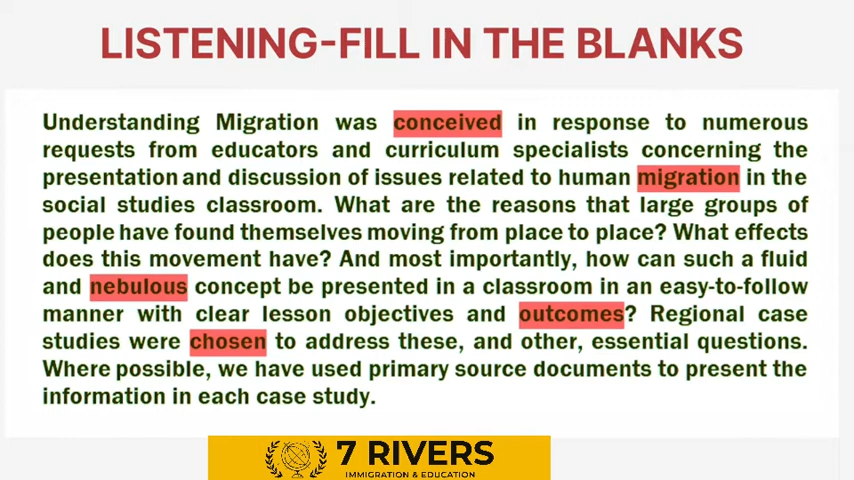 LISTENING-FILL IN THE BLANKS
Understanding Migration was conceived in response to numerous
requests from educators and curriculum specialists concerning the
presentation and discussion of issues related to human migration in the
social studies classroom. What are the reasons that large groups of
people have found themselves moving from place to place? What effects
does this movement have? And most importantly, how can such a fluid
and nebulous concept be presented in a classroom in an easy-to-follow
manner with clear lesson objectives and outcomes? Regional case
studies were chosen to address these, and other, essential questions.
Where possible, we have used primary source documents to present the
information in each case study.
7 RIVERS
IMMIGRATION & EDUCATION